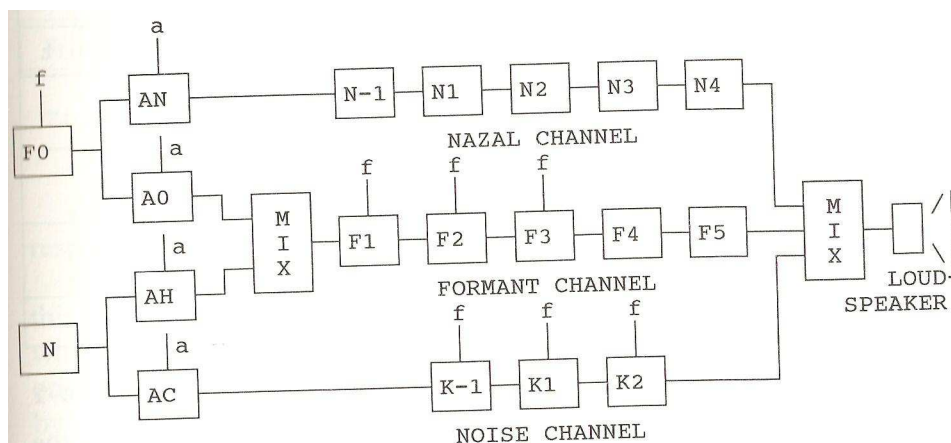 a
f
AN
N-1 N1 N2 N3 N4
F0
NAZAL CHANNEL
a
f f f
A0
M
I
X
M
I
X
F1 F2 F3 F4 F5
a
AH
FORMANT CHANNEL
LOUD-
SPEAKER
N
a
f f f
AC
K-1 K1 K2
NOISE CHANNEL